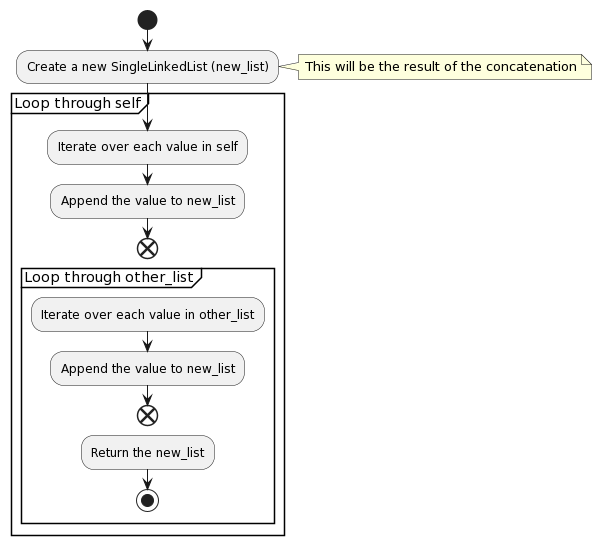 Create a new SingleLinkedList (new_list)
This will be the result of the concatenation
Loop through self
Iterate over each value in self
Append the value to new_list
Loop through other_list
Iterate over each value in other_list
Append the value to new_list
Return the new_list